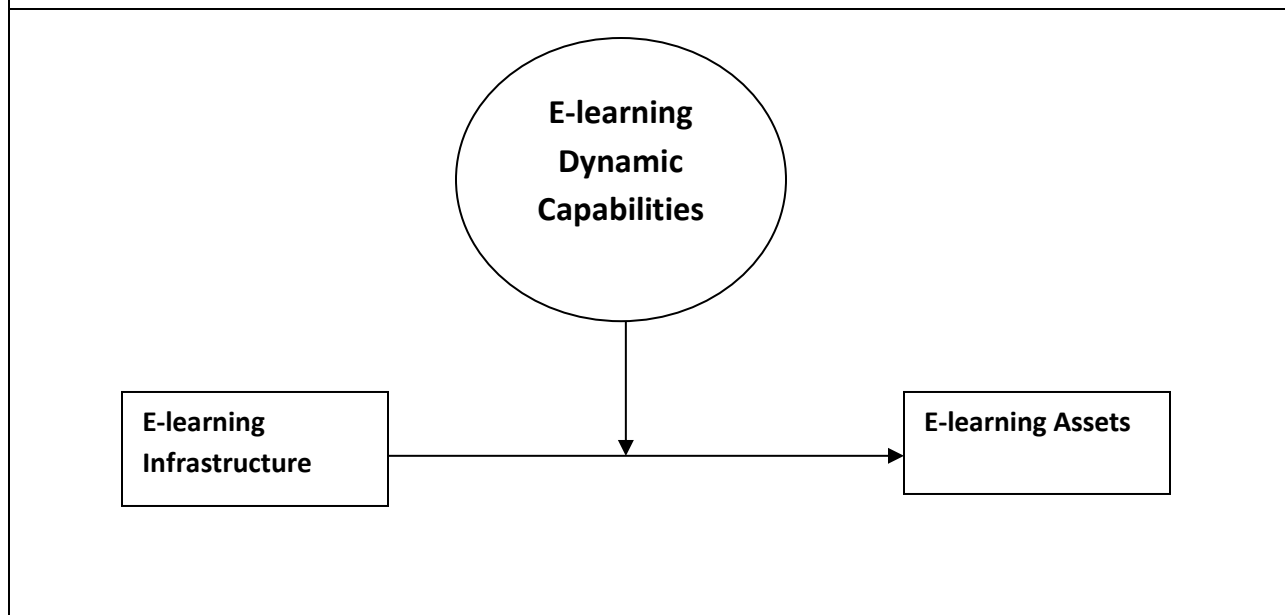 E-learning
Dynamic
Capabilities
E-learning
Infrastructure
E-learning Assets